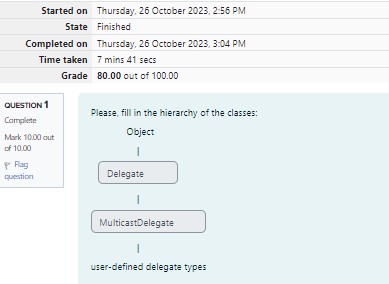 Started on Thursday, 26 October 2023, 2:56 PM
State Finished
Completed on Thursday, 26 October 2023, 3:04 PM
Time taken 7 mins 41 secs
Grade 80.00 out of 100.00
QUESTION 1
Complete
Mark 10.00 out
of 10.00
Flag
question
Please, fill in the hierarchy of the classes:
Object
|
Delegate
|
MulticastDelegate
|
user-defined delegate types